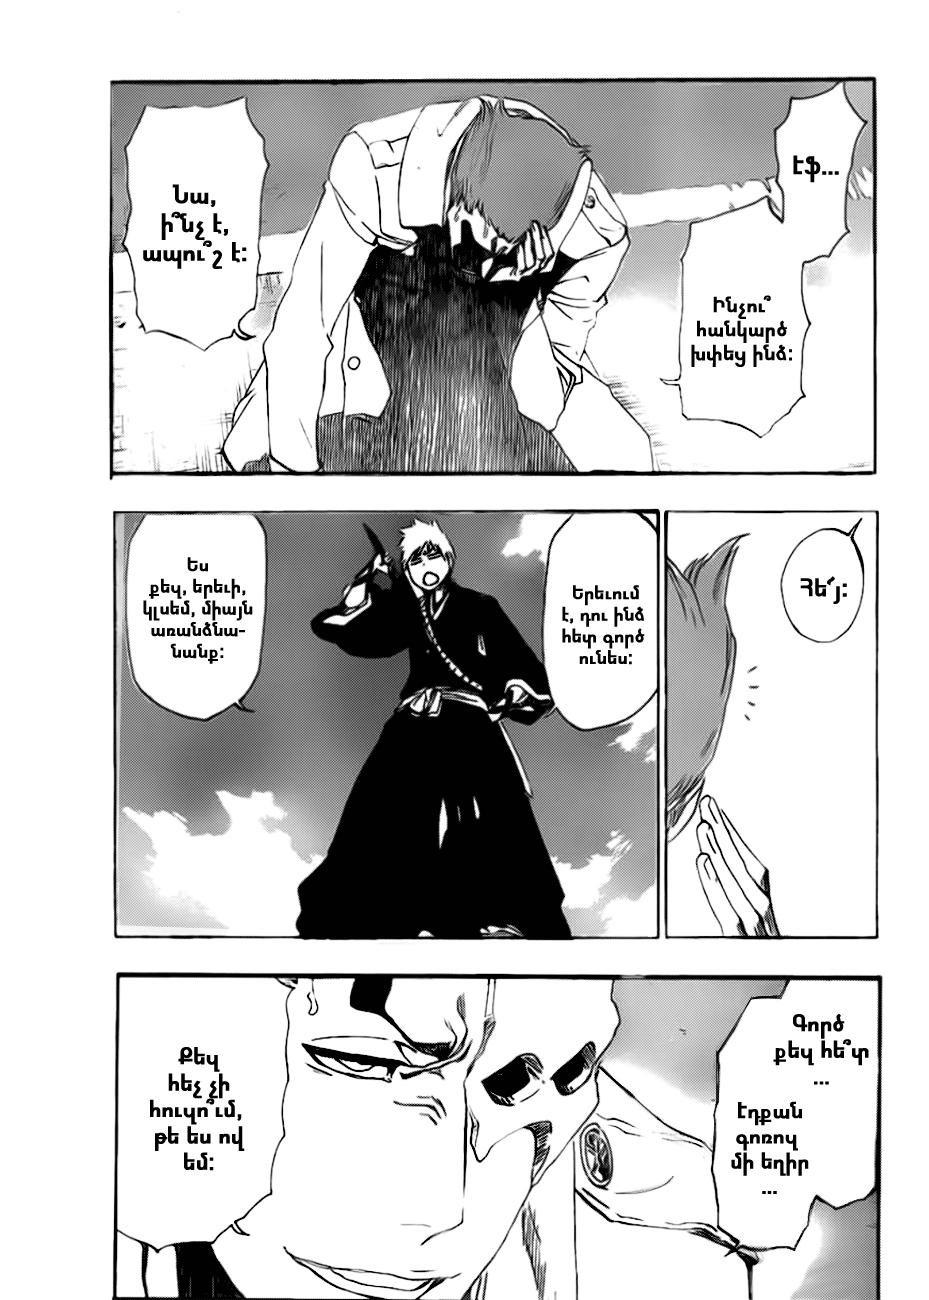 էֆ...
Ինչու՞
հանկարծ
խփեց ինձ:
Նա,
ի՞նչ է,
ապու՞շ է:
Հե՜յ:
Երեւում
է, դու ինձ
հետ գործ
ունես:
Ես
քեզ, երեւի,
կլսեմ, միայն
առանձնա-
նանք:
Գործ
քեզ հե՞տ
...
էդքան
գոռոզ
մի եղիր
...
Քեզ
հեչ չի
հուզո՞ւմ,
թե ես ով
եմ: